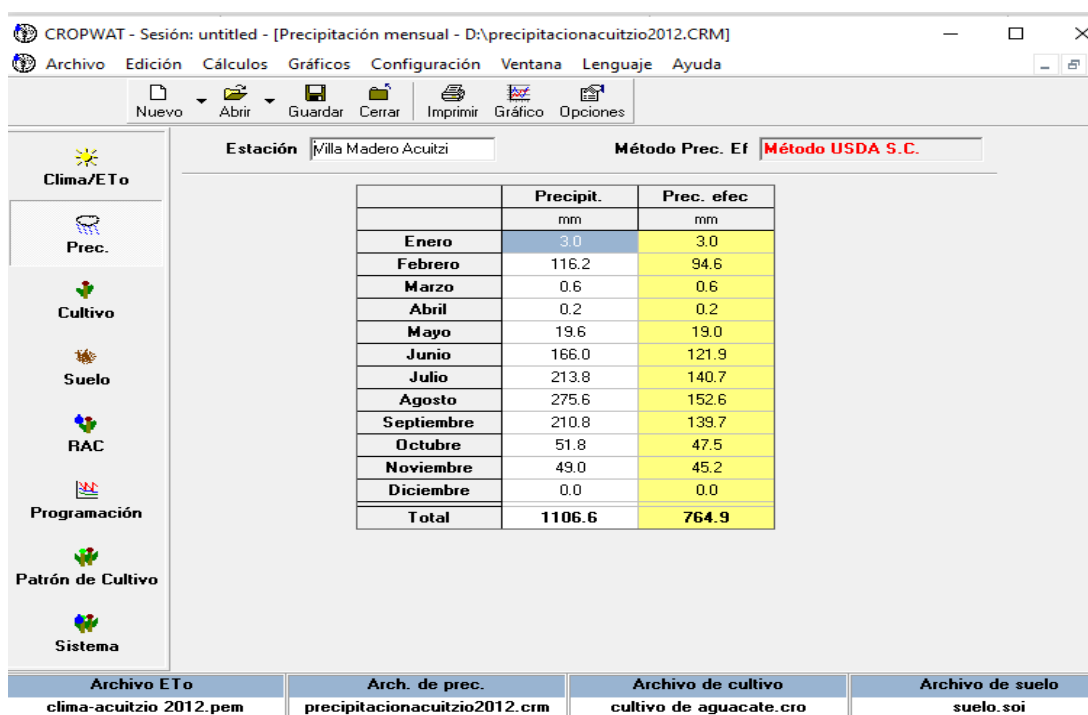 CROPWAT - Sesión: untitled - [Precipitación mensual - D:\precipitacionacuitzio2012.CRM]
Archivo Edición Cálculos Gráficos Configuración Ventana Lenguaje Ayuda
Nuevo Abrir Guardar Cerrar Imprimir Gráfico Opciones
Clima/ETo
Prec.
Cultivo
Suelo
RAC
Programación
Patrón de Cultivo
Sistema
Estación Villa Madero Acuitzi Método Prec. Ef Método USDA S.C.
Precipit. Prec. efec
mm mm
Enero 3.0 3.0
Febrero 116.2 94.6
Marzo 0.6 0.6
Abril 0.2 0.2
Mayo 19.6 19.0
Junio 166.0 121.9
Julio 213.8 140.7
Agosto 275.6 152.6
Septiembre 210.8 139.7
Octubre 51.8 47.5
Noviembre 49.0 45.2
Diciembre 0.0 0.0
Total 1106.6 764.9
Archivo ETo Arch. de prec. Archivo de cultivo Archivo de suelo
clima-acuitzio 2012.pem precipitacionacuitzio2012.crm cultivo de aguacate.cro suelo.soi